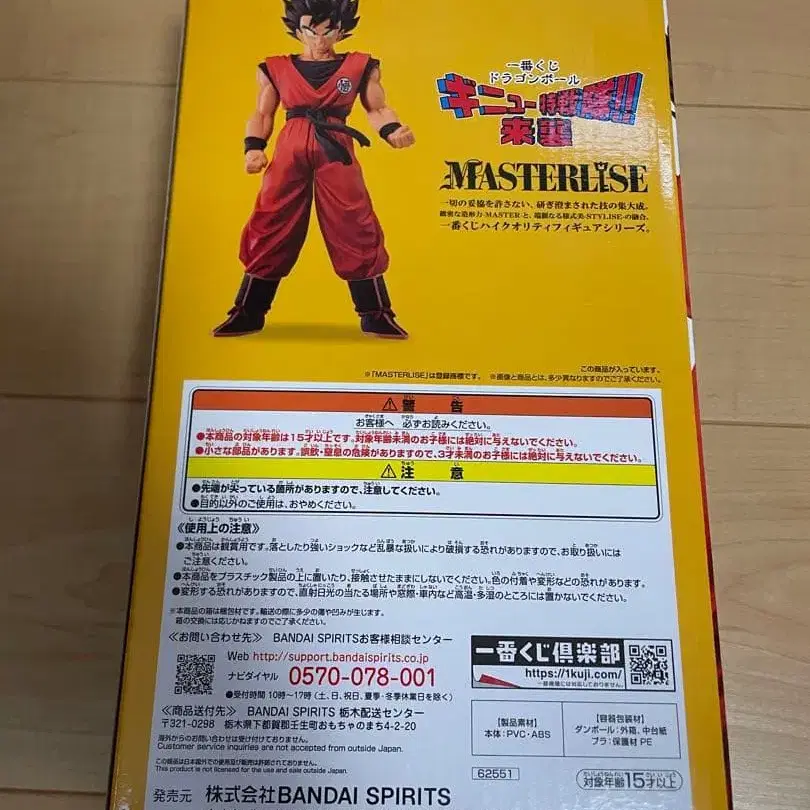 悟
一番くじ
ドラゴンボール
ギニュー特戦隊!!
来襲
MASTERLISE
一切の妥協を許さない、研ぎ澄まされた技の集大成。
緻密な造形力-MASTER-と、端麗なる様式美-STYLISE-の融合。
一番くじハイクオリティフィギュアシリーズ。
この商品が入っています。
※「MASTERLISE」は登録商標です。 ※画像と商品とは、多少異なりますのでご了承ください。
⚠警 告
お客様へ 必ずお読みください。
●本商品の対象年齢は15才以上です。対象年齢未満のお子様には絶対に与えないでください。
●小さな部品があります。誤飲・窒息の危険がありますので、3才未満のお子様には絶対に与えないでください。
⚠注 意
●先端が尖っている箇所がありますので、注意してください。
●目的以外のご使用は、おやめください。
《使用上の注意》
●本商品は観賞用です。落としたり強いショックなど乱暴な扱いにより破損する恐れがありますので、お取り扱いには
ご注意ください。
●本商品をプラスチック製品の上に置いたり、接触させたままにしないでください。色の付着や変形などの恐れがあります。
●変形する恐れがありますので、直射日光の当たる場所や窓際・車内など高温・多湿のところには置かないでください。
※本商品の箱は梱包材です。輸送の際に多少の傷や凹みが生じます。
箱の交換には応じかねますのでご了承ください。
≪お問い合わせ先≫ BANDAI SPIRITSお客様相談センター
Web http://support.bandaispirits.co.jp
ナビダイヤル 0570-078-001
●受付時間 10時~17時(土、日、祝日、夏季・冬季休業日を除く)
≪商品送付先≫ BANDAI SPIRITS 栃木配送センター
〒321-0298 栃木県下都賀郡壬生町おもちゃのまち4-2-20
海外からのお問い合わせは受け付けておりません。
Customer service inquiries are not accepted from outside Japan.
この商品は日本国外での使用及び販売は許諾されておりません。
This product is not licensed for the use and sale outside Japan.
発売元 株式会社BANDAI SPIRITS
一番くじ倶楽部
https://1kuji.com/
※一部機種には対応しておりません。
【製品素材】
本体:PVC・ABS
【容器包装材】
ダンボール:外箱、中台紙
プラ:保護材 PE
62551
対象年齢15才以上